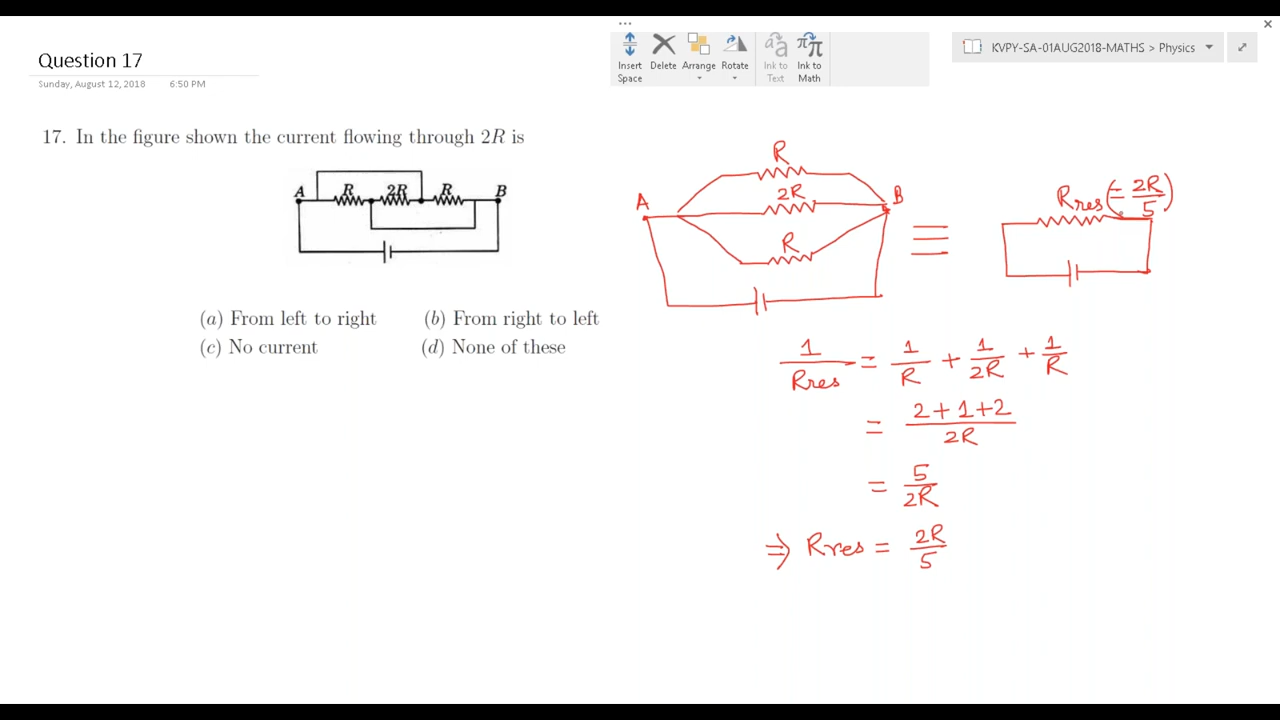 Question 17
Sunday, August 12, 2018 6:50 PM
Insert Space
Delete
Arrange
Rotate
Ink to Text
Ink to Math
KVPY-SA-01AUG2018-MATHS > Physics
17. In the figure shown the current flowing through 2R is
A R 2R R B
(a) From left to right (b) From right to left
(c) No current (d) None of these
R
A 2R B
R
≡
Rres (= 2R/5)
1/Rres = 1/R + 1/2R + 1/R
= 2+1+2/2R
= 5/2R
⇒ Rres = 2R/5